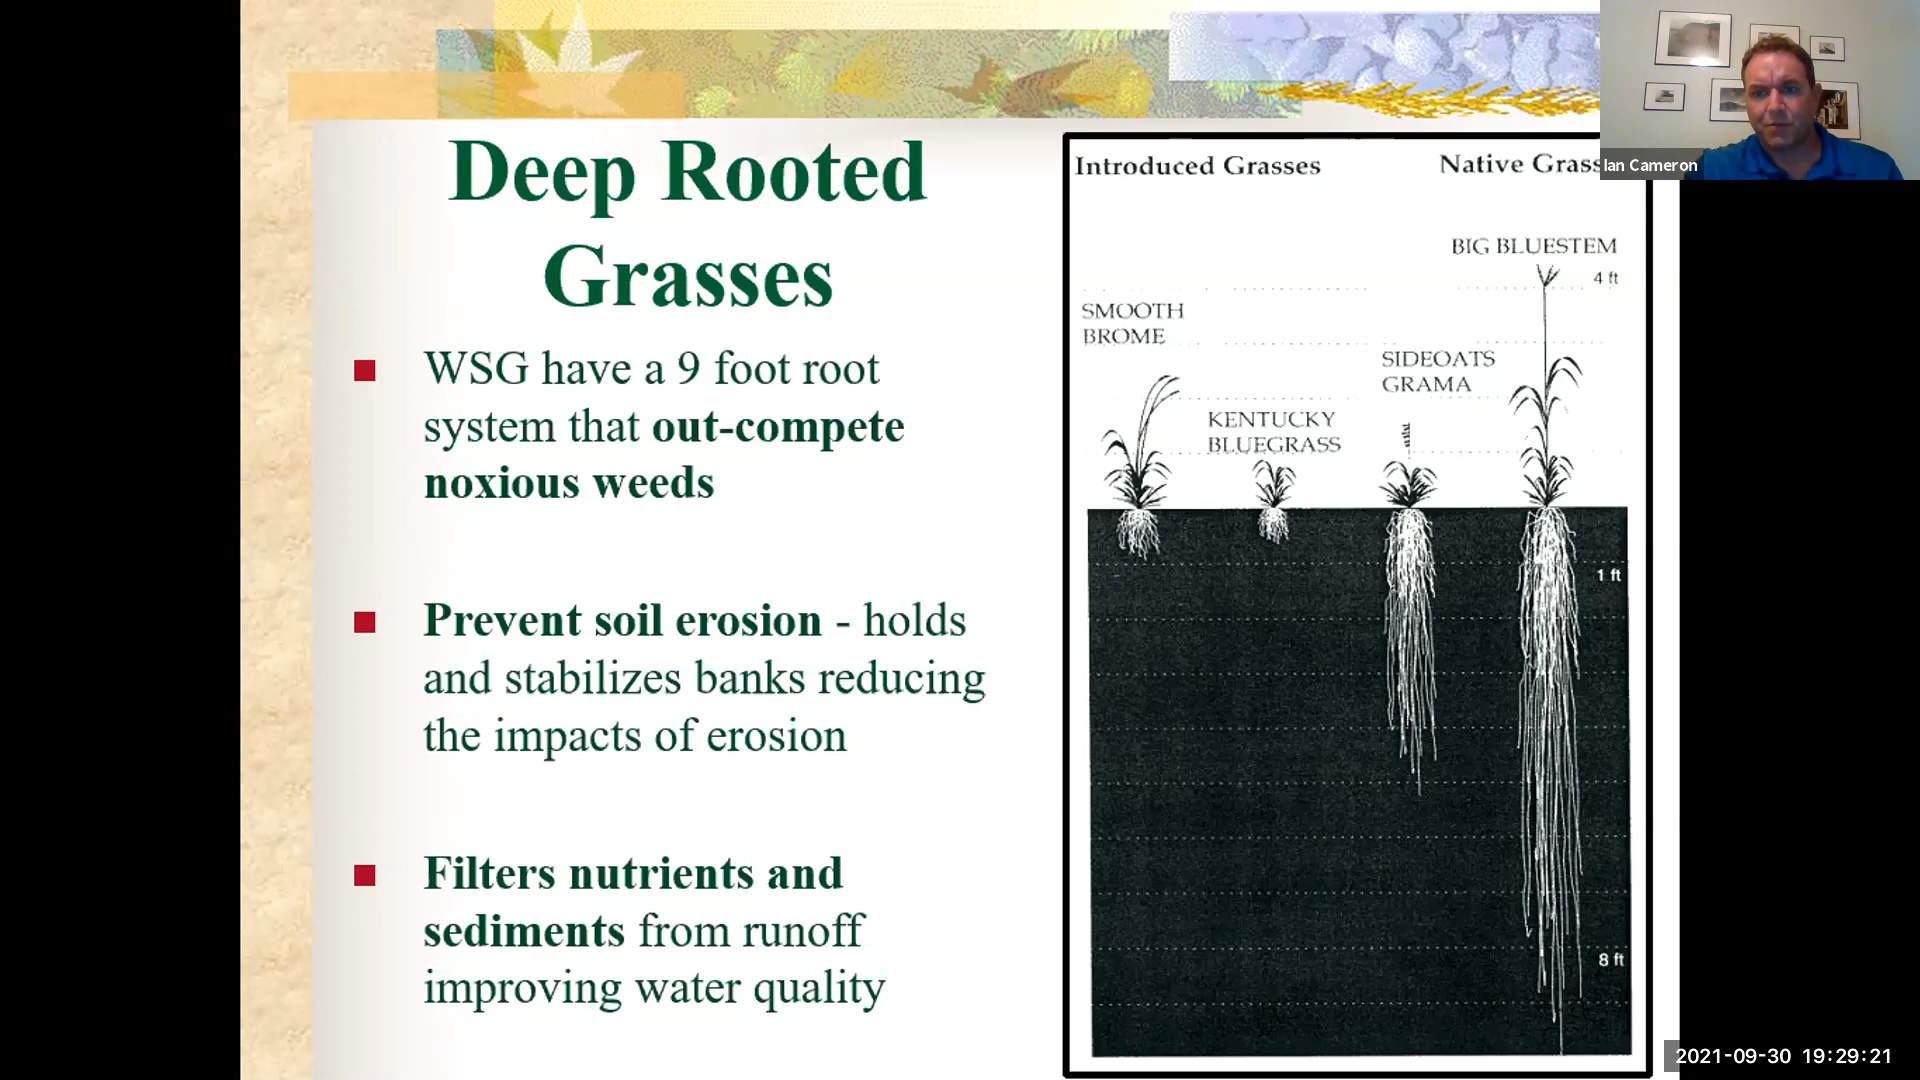 Deep Rooted
Grasses
WSG have a 9 foot root
system that out-compete
noxious weeds
Prevent soil erosion - holds
and stabilizes banks reducing
the impacts of erosion
Filters nutrients and
sediments from runoff
improving water quality
Introduced Grasses
Native Grass
BIG BLUESTEM
4 ft
SMOOTH
BROME
SIDEOATS
GRAMA
KENTUCKY
BLUEGRASS
1 ft
8 ft
Ian Cameron
2021-09-30 19:29:21